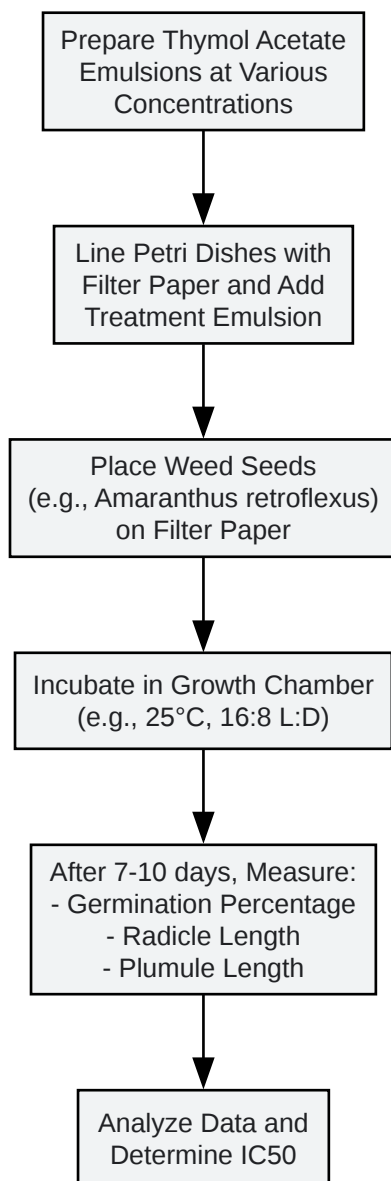 Prepare Thymol Acetate
Emulsions at Various
Concentrations
Line Petri Dishes with
Filter Paper and Add
Treatment Emulsion
Place Weed Seeds
(e.g., Amaranthus retroflexus)
on Filter Paper
Incubate in Growth Chamber
(e.g., 25°C, 16:8 L:D)
After 7-10 days, Measure:
- Germination Percentage
- Radicle Length
- Plumule Length
Analyze Data and
Determine IC50